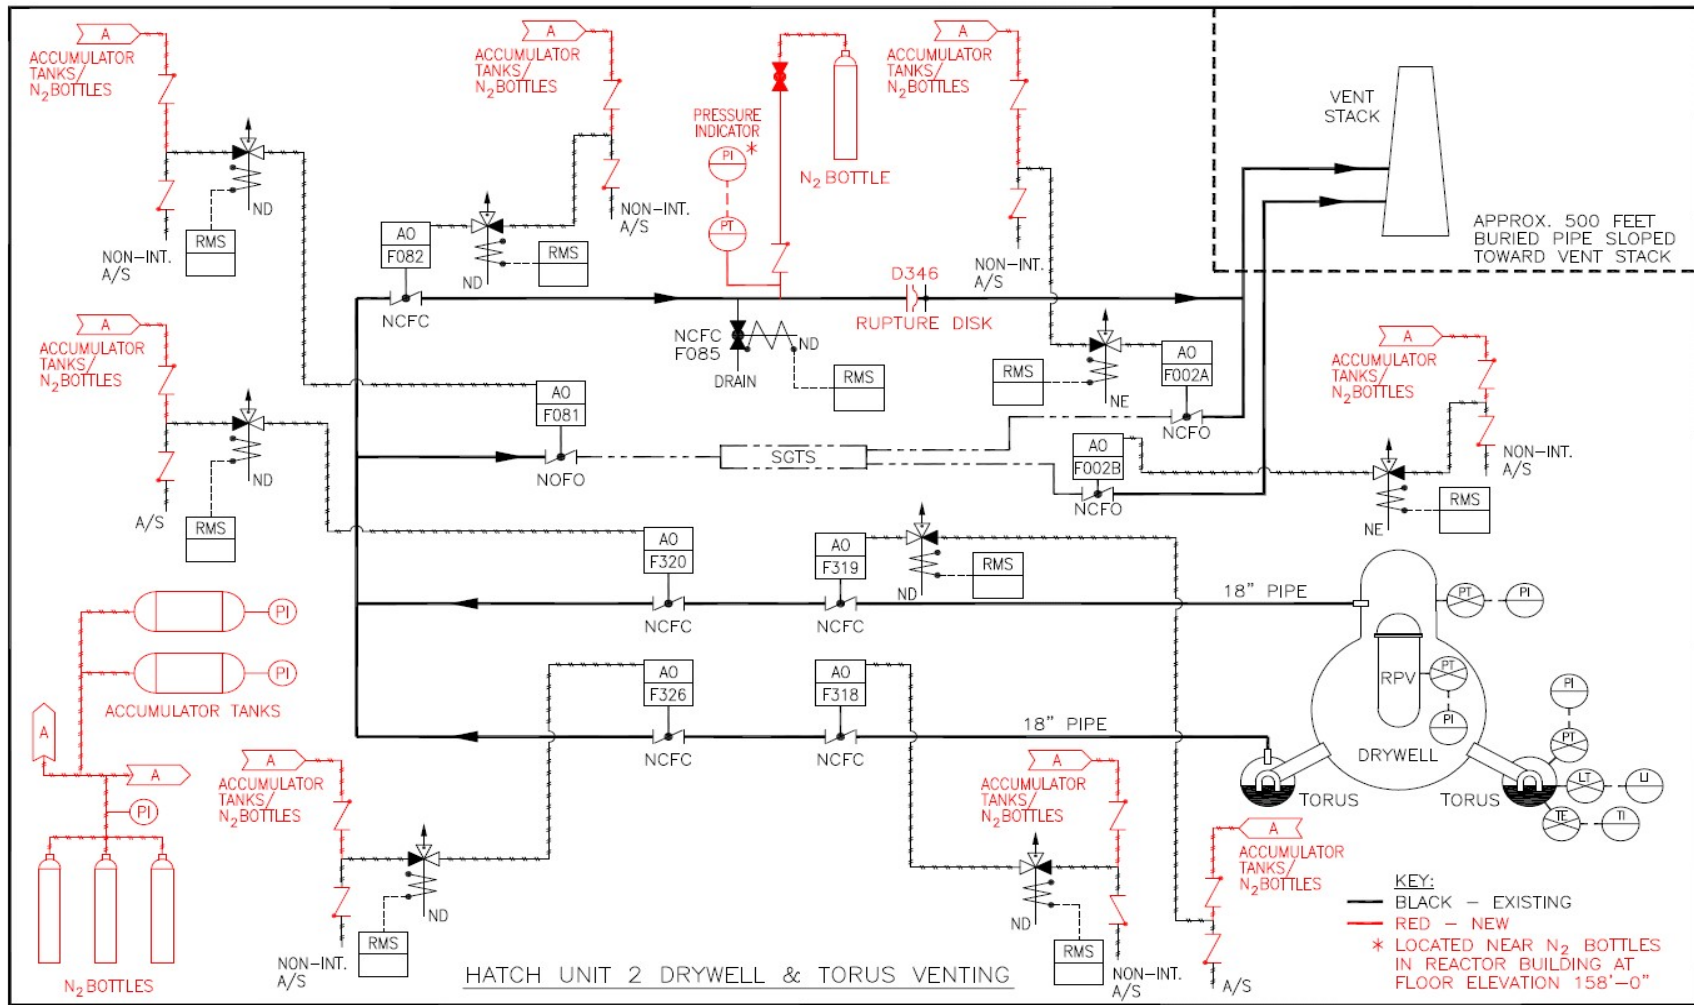 A
ACCUMULATOR
TANKS/
N2 BOTTLES
NON-INT.
A/S
RMS
ND
A
ACCUMULATOR
TANKS/
N2 BOTTLES
NON-INT.
A/S
RMS
ND
AO
F082
NCFC
PRESSURE
INDICATOR
*
PI
PT
N2 BOTTLE
NCFC
F085
ND
DRAIN
RMS
D346
RUPTURE DISK
A
ACCUMULATOR
TANKS/
N2 BOTTLES
NON-INT.
A/S
RMS
NE
AO
F002A
NCFO
VENT
STACK
APPROX. 500 FEET
BURIED PIPE SLOPED
TOWARD VENT STACK
A
ACCUMULATOR
TANKS/
N2 BOTTLES
A/S
RMS
ND
AO
F081
NOFO
SGTS
AO
F002B
NCFO
A
ACCUMULATOR
TANKS/
N2 BOTTLES
NON-INT.
A/S
RMS
NE
AO
F320
NCFC
AO
F319
NCFC
RMS
ND
18" PIPE
PT
PI
RPV
PT
PI
DRYWELL
PI
ACCUMULATOR TANKS
PI
AO
F326
NCFC
AO
F318
NCFC
18" PIPE
TORUS
TORUS
PI
PT
LT
LI
TE
TI
A
A
PI
N2 BOTTLES
A
ACCUMULATOR
TANKS/
N2 BOTTLES
NON-INT.
A/S
RMS
ND
A
ACCUMULATOR
TANKS/
N2 BOTTLES
NON-INT.
A/S
RMS
ND
A
ACCUMULATOR
TANKS/
N2 BOTTLES
A/S
HATCH UNIT 2 DRYWELL & TORUS VENTING
KEY:
BLACK - EXISTING
RED - NEW
* LOCATED NEAR N2 BOTTLES
IN REACTOR BUILDING AT
FLOOR ELEVATION 158'-0"